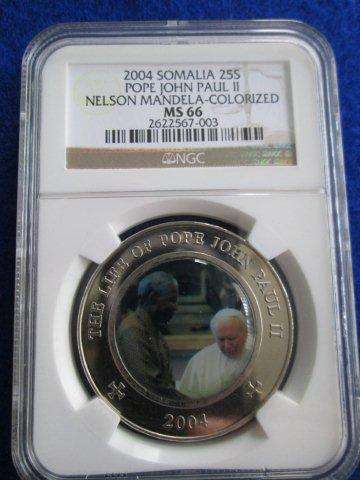 2004 SOMALIA 25S
POPE JOHN PAUL II
NELSON MANDELA-COLORIZED
MS 66
2622567-003
NGC
THE LIFE OF POPE JOHN PAUL II
2004